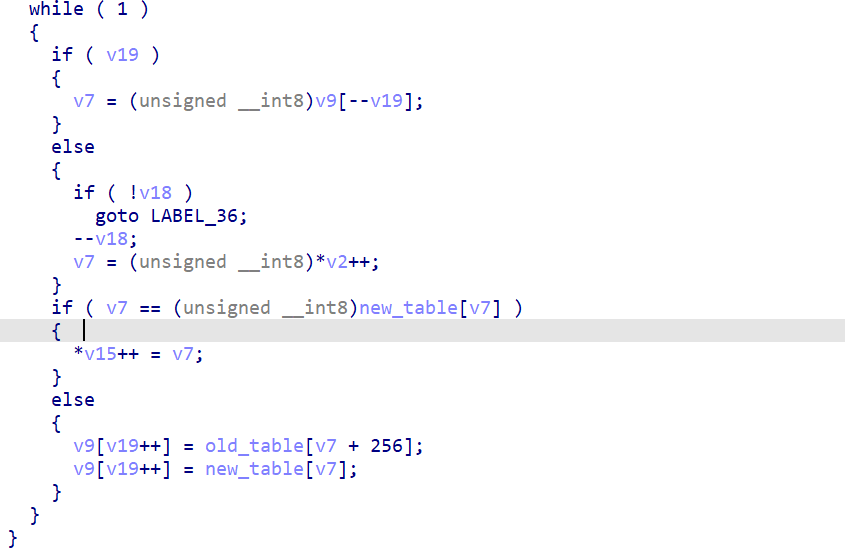 while ( 1 )
{
if ( v19 )
{
v7 = (unsigned __int8)v9[--v19];
}
else
{
if ( !v18 )
goto LABEL_36;
--v18;
v7 = (unsigned __int8)*v2++;
}
if ( v7 == (unsigned __int8)new_table[v7] )
{
*v15++ = v7;
}
else
{
v9[v19++] = old_table[v7 + 256];
v9[v19++] = new_table[v7];
}
}
}